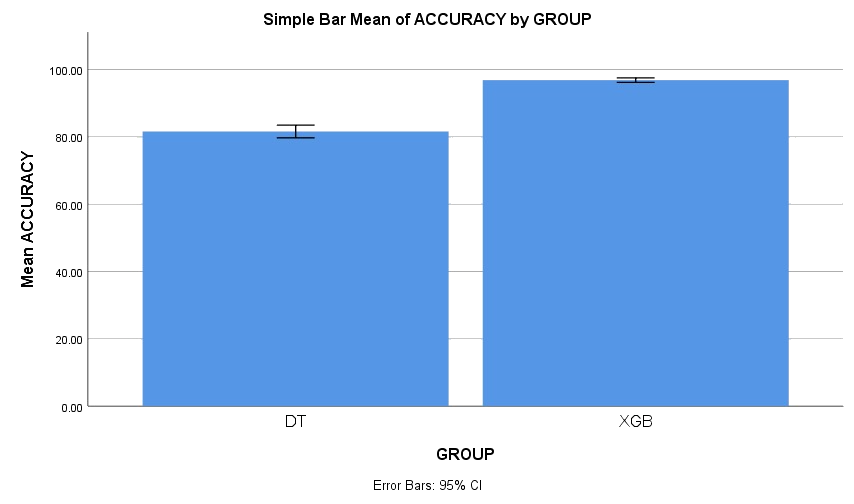 Simple Bar Mean of ACCURACY by GROUP
Mean ACCURACY
100.00
80.00
60.00
40.00
20.00
0.00
DT
XGB
GROUP
Error Bars: 95% CI